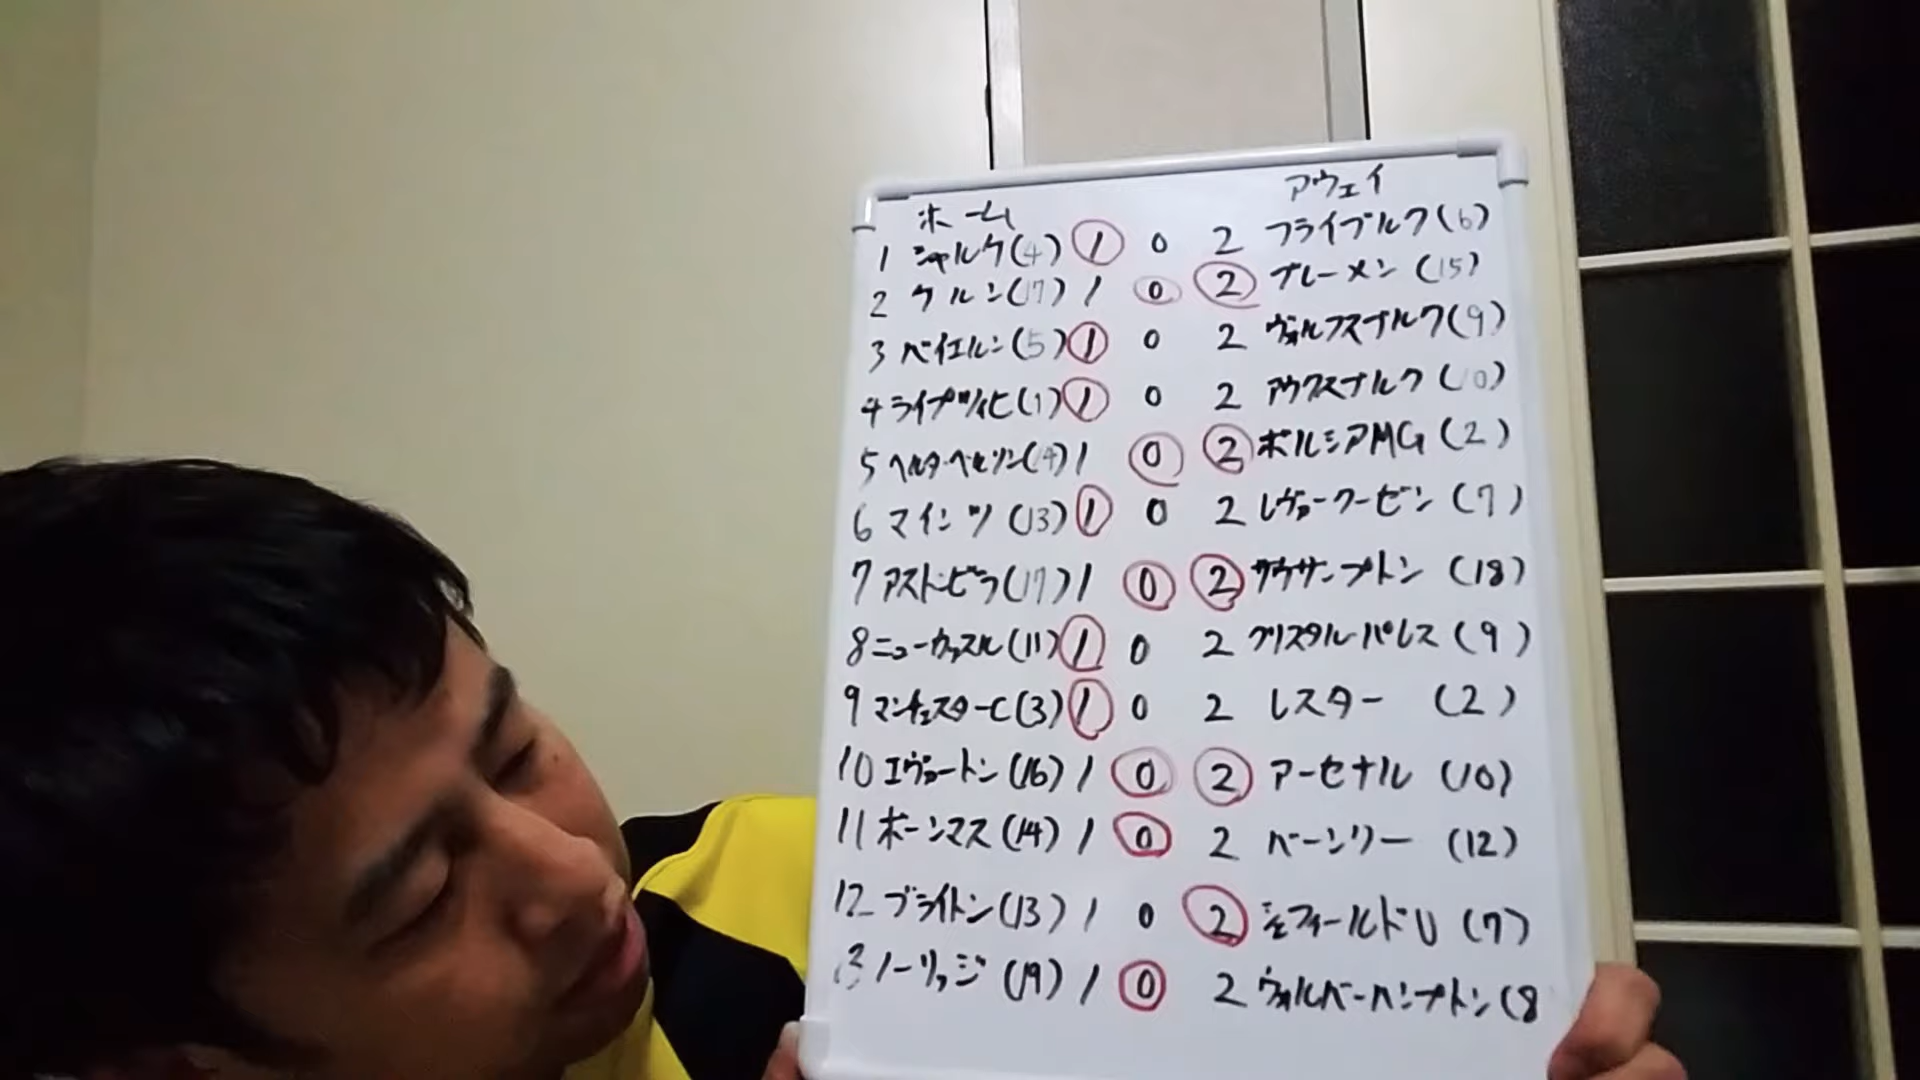 ホーム アウェイ
1 シャルケ(4) 1 0 2 フライブルク(6)
2 ケルン(17) 1 0 2 ブレーメン (15)
3 バイエルン(5) 1 0 2 ヴォルフスブルク(9)
4 ライプツィヒ(1) 1 0 2 アウクスブルク(10)
5 ヘルタ・ベルリン(14) 1 0 2 ボルシアMG(2)
6 マインツ (13) 1 0 2 レヴァークーゼン(7)
7 アストンビラ(17) 1 0 2 サウサンプトン (18)
8 ニューカッスル(11) 1 0 2 クリスタルパレス (9)
9 マンチェスターC(3) 1 0 2 レスター (2)
10 エヴァートン(16) 1 0 2 アーセナル (10)
11 ボーンマス(14) 1 0 2 バーンリー (12)
12 ブライトン(13) 1 0 2 シェフィールドU (7)
13 ノーリッジ(19) 1 0 2 ウォルバーハンプトン(8